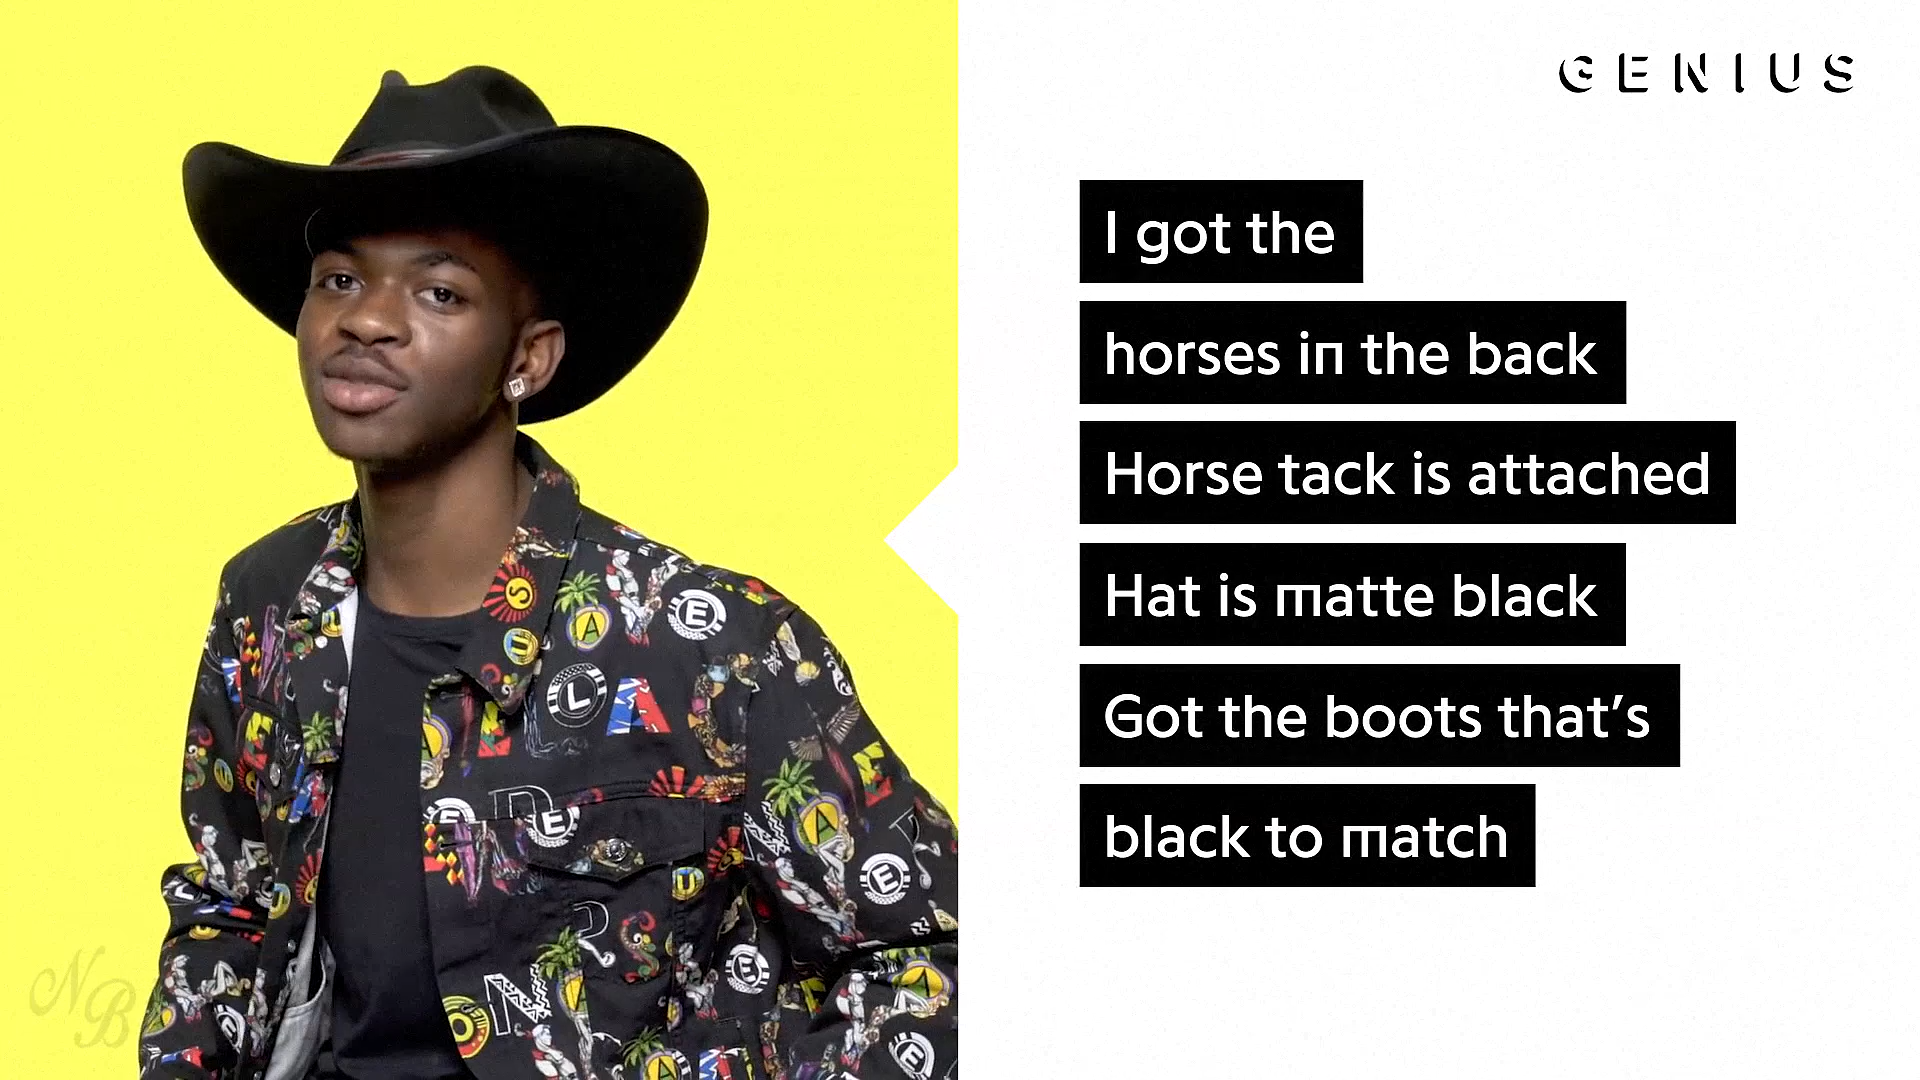 GENIUS
I got the
horses in the back
Horse tack is attached
Hat is matte black
Got the boots that's
black to match
E
S
A
U
L
A
E
E
A
E
U
E
N
A
O
A
E
NB